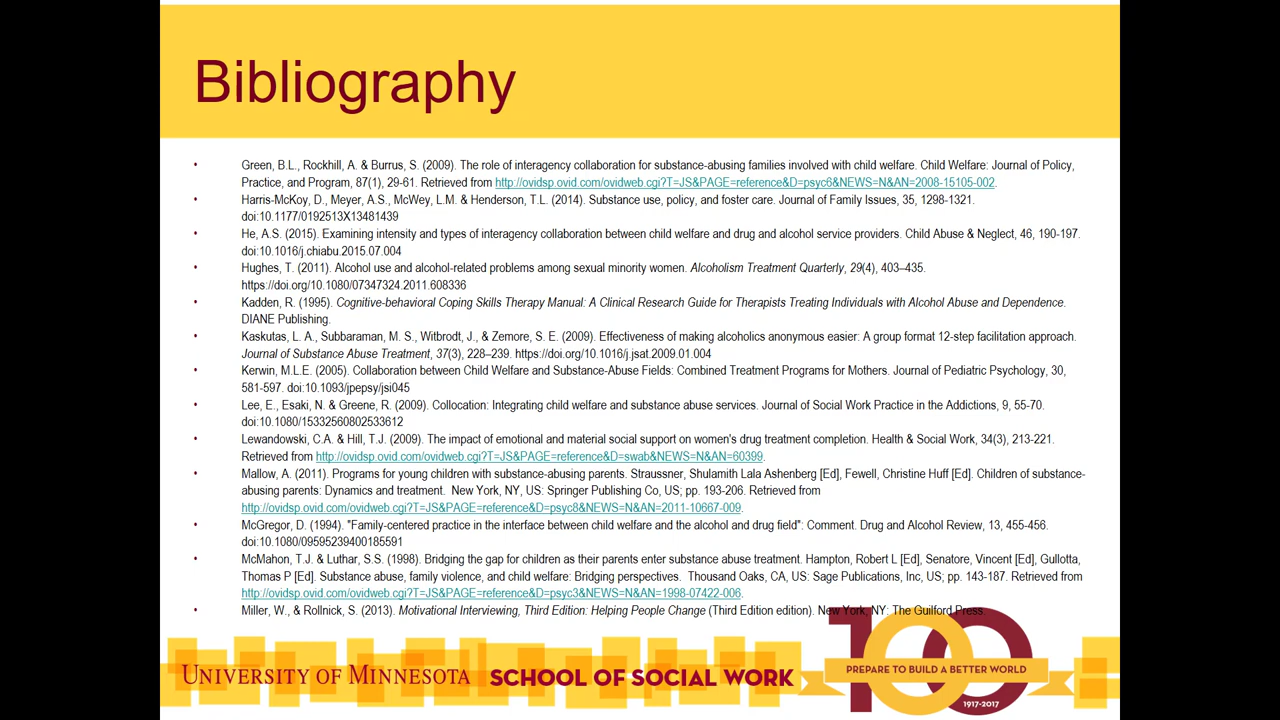 Bibliography
• Green, B.L., Rockhill, A. & Burrus, S. (2009). The role of interagency collaboration for substance-abusing families involved with child welfare. Child Welfare: Journal of Policy,
Practice, and Program, 87(1), 29-61. Retrieved from http://ovidsp.ovid.com/ovidweb.cgi?T=JS&PAGE=reference&D=psyc6&NEWS=N&AN=2008-15105-002.
• Harris-McKoy, D., Meyer, A.S., McWey, L.M. & Henderson, T.L. (2014). Substance use, policy, and foster care. Journal of Family Issues, 35, 1298-1321.
doi:10.1177/0192513X13481439
• He, A.S. (2015). Examining intensity and types of interagency collaboration between child welfare and drug and alcohol service providers. Child Abuse & Neglect, 46, 190-197.
doi:10.1016/j.chiabu.2015.07.004
• Hughes, T. (2011). Alcohol use and alcohol-related problems among sexual minority women. Alcoholism Treatment Quarterly, 29(4), 403–435.
https://doi.org/10.1080/07347324.2011.608336
• Kadden, R. (1995). Cognitive-behavioral Coping Skills Therapy Manual: A Clinical Research Guide for Therapists Treating Individuals with Alcohol Abuse and Dependence.
DIANE Publishing.
• Kaskutas, L. A., Subbaraman, M. S., Witbrodt, J., & Zemore, S. E. (2009). Effectiveness of making alcoholics anonymous easier: A group format 12-step facilitation approach.
Journal of Substance Abuse Treatment, 37(3), 228–239. https://doi.org/10.1016/j.jsat.2009.01.004
• Kerwin, M.L.E. (2005). Collaboration between Child Welfare and Substance-Abuse Fields: Combined Treatment Programs for Mothers. Journal of Pediatric Psychology, 30,
581-597. doi:10.1093/jpepsy/jsi045
• Lee, E., Esaki, N. & Greene, R. (2009). Collocation: Integrating child welfare and substance abuse services. Journal of Social Work Practice in the Addictions, 9, 55-70.
doi:10.1080/15332560802533612
• Lewandowski, C.A. & Hill, T.J. (2009). The impact of emotional and material social support on women's drug treatment completion. Health & Social Work, 34(3), 213-221.
Retrieved from http://ovidsp.ovid.com/ovidweb.cgi?T=JS&PAGE=reference&D=swab&NEWS=N&AN=60399.
• Mallow, A. (2011). Programs for young children with substance-abusing parents. Straussner, Shulamith Lala Ashenberg [Ed], Fewell, Christine Huff [Ed]. Children of substance-
abusing parents: Dynamics and treatment. New York, NY, US: Springer Publishing Co, US; pp. 193-206. Retrieved from
http://ovidsp.ovid.com/ovidweb.cgi?T=JS&PAGE=reference&D=psyc8&NEWS=N&AN=2011-10667-009.
• McGregor, D. (1994). "Family-centered practice in the interface between child welfare and the alcohol and drug field": Comment. Drug and Alcohol Review, 13, 455-456.
doi:10.1080/09595239400185591
• McMahon, T.J. & Luthar, S.S. (1998). Bridging the gap for children as their parents enter substance abuse treatment. Hampton, Robert L [Ed], Senatore, Vincent [Ed], Gullotta,
Thomas P [Ed]. Substance abuse, family violence, and child welfare: Bridging perspectives. Thousand Oaks, CA, US: Sage Publications, Inc, US; pp. 143-187. Retrieved from
http://ovidsp.ovid.com/ovidweb.cgi?T=JS&PAGE=reference&D=psyc3&NEWS=N&AN=1998-07422-006.
• Miller, W., & Rollnick, S. (2013). Motivational Interviewing, Third Edition: Helping People Change (Third Edition edition). New York, NY: The Guilford Press.
UNIVERSITY OF MINNESOTA SCHOOL OF SOCIAL WORK
100
PREPARE TO BUILD A BETTER WORLD
1917-2017